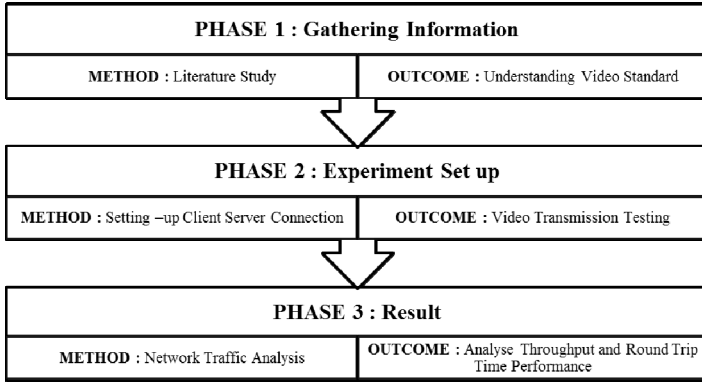 PHASE 1 : Gathering Information
METHOD : Literature Study
OUTCOME : Understanding Video Standard
PHASE 2 : Experiment Set up
METHOD : Setting –up Client Server Connection
OUTCOME : Video Transmission Testing
PHASE 3 : Result
METHOD : Network Traffic Analysis
OUTCOME : Analyse Throughput and Round Trip
Time Performance